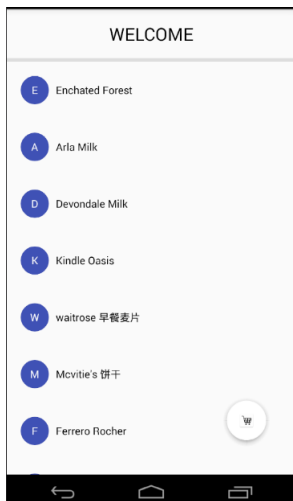 WELCOME
E Enchated Forest
A Arla Milk
D Devondale Milk
K Kindle Oasis
W waitrose 早餐麦片
M Mcvitie's 饼干
F Ferrero Rocher